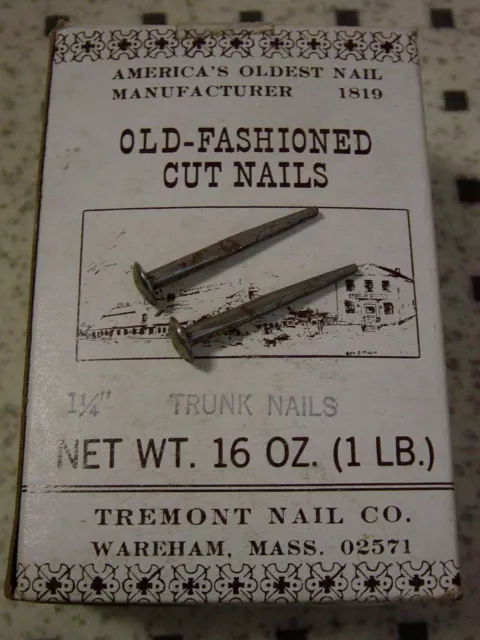 AMERICA'S OLDEST NAIL
MANUFACTURER 1819
OLD-FASHIONED
CUT NAILS
1¼" TRUNK NAILS
NET WT. 16 OZ. (1 LB.)
TREMONT NAIL CO.
WAREHAM, MASS. 02571